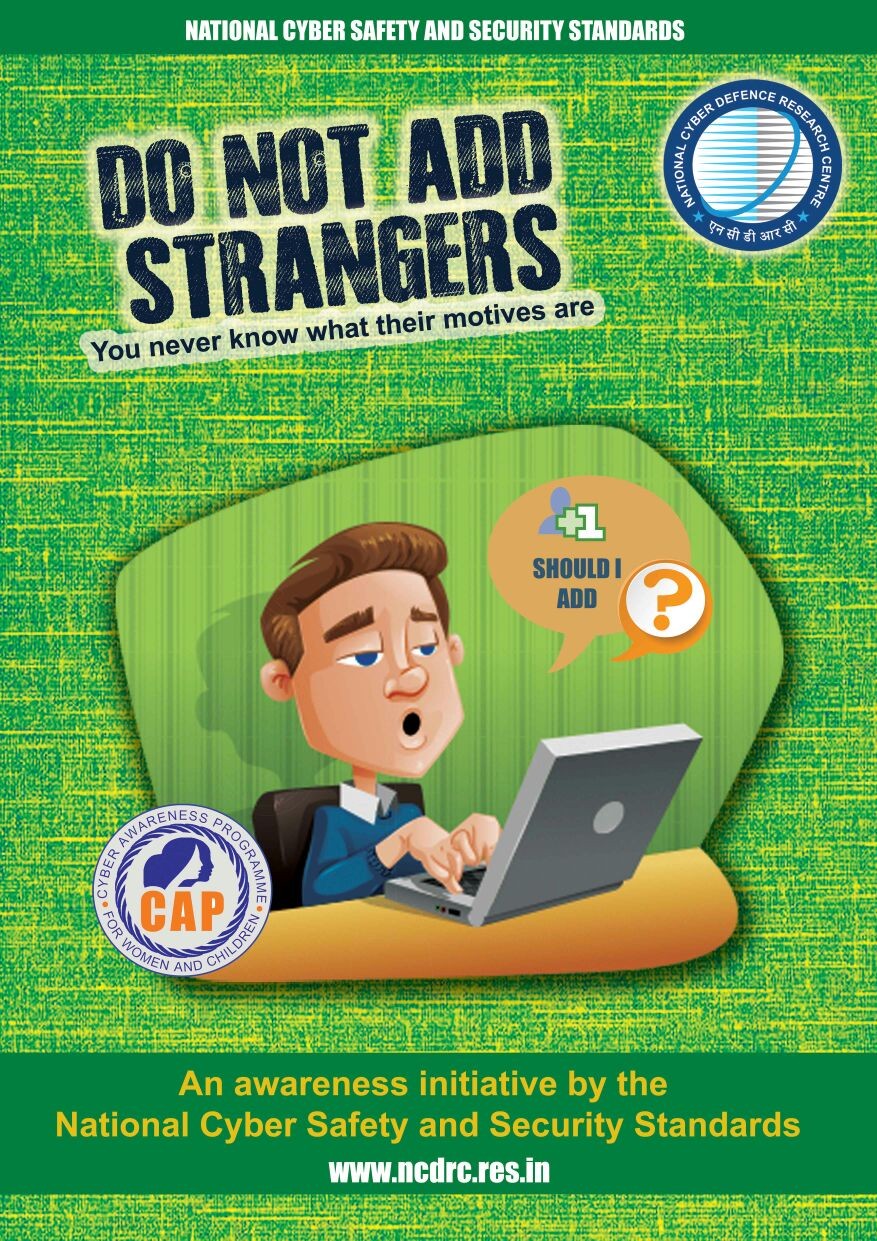 NATIONAL CYBER SAFETY AND SECURITY STANDARDS
NATIONAL CYBER DEFENCE RESEARCH CENTRE
एन सी डी आर सी
DO NOT ADD
STRANGERS
You never know what their motives are
+1
SHOULD I
ADD
?
CYBER AWARENESS PROGRAMME
FOR WOMEN AND CHILDREN
CAP
An awareness initiative by the
National Cyber Safety and Security Standards
www.ncdrc.res.in